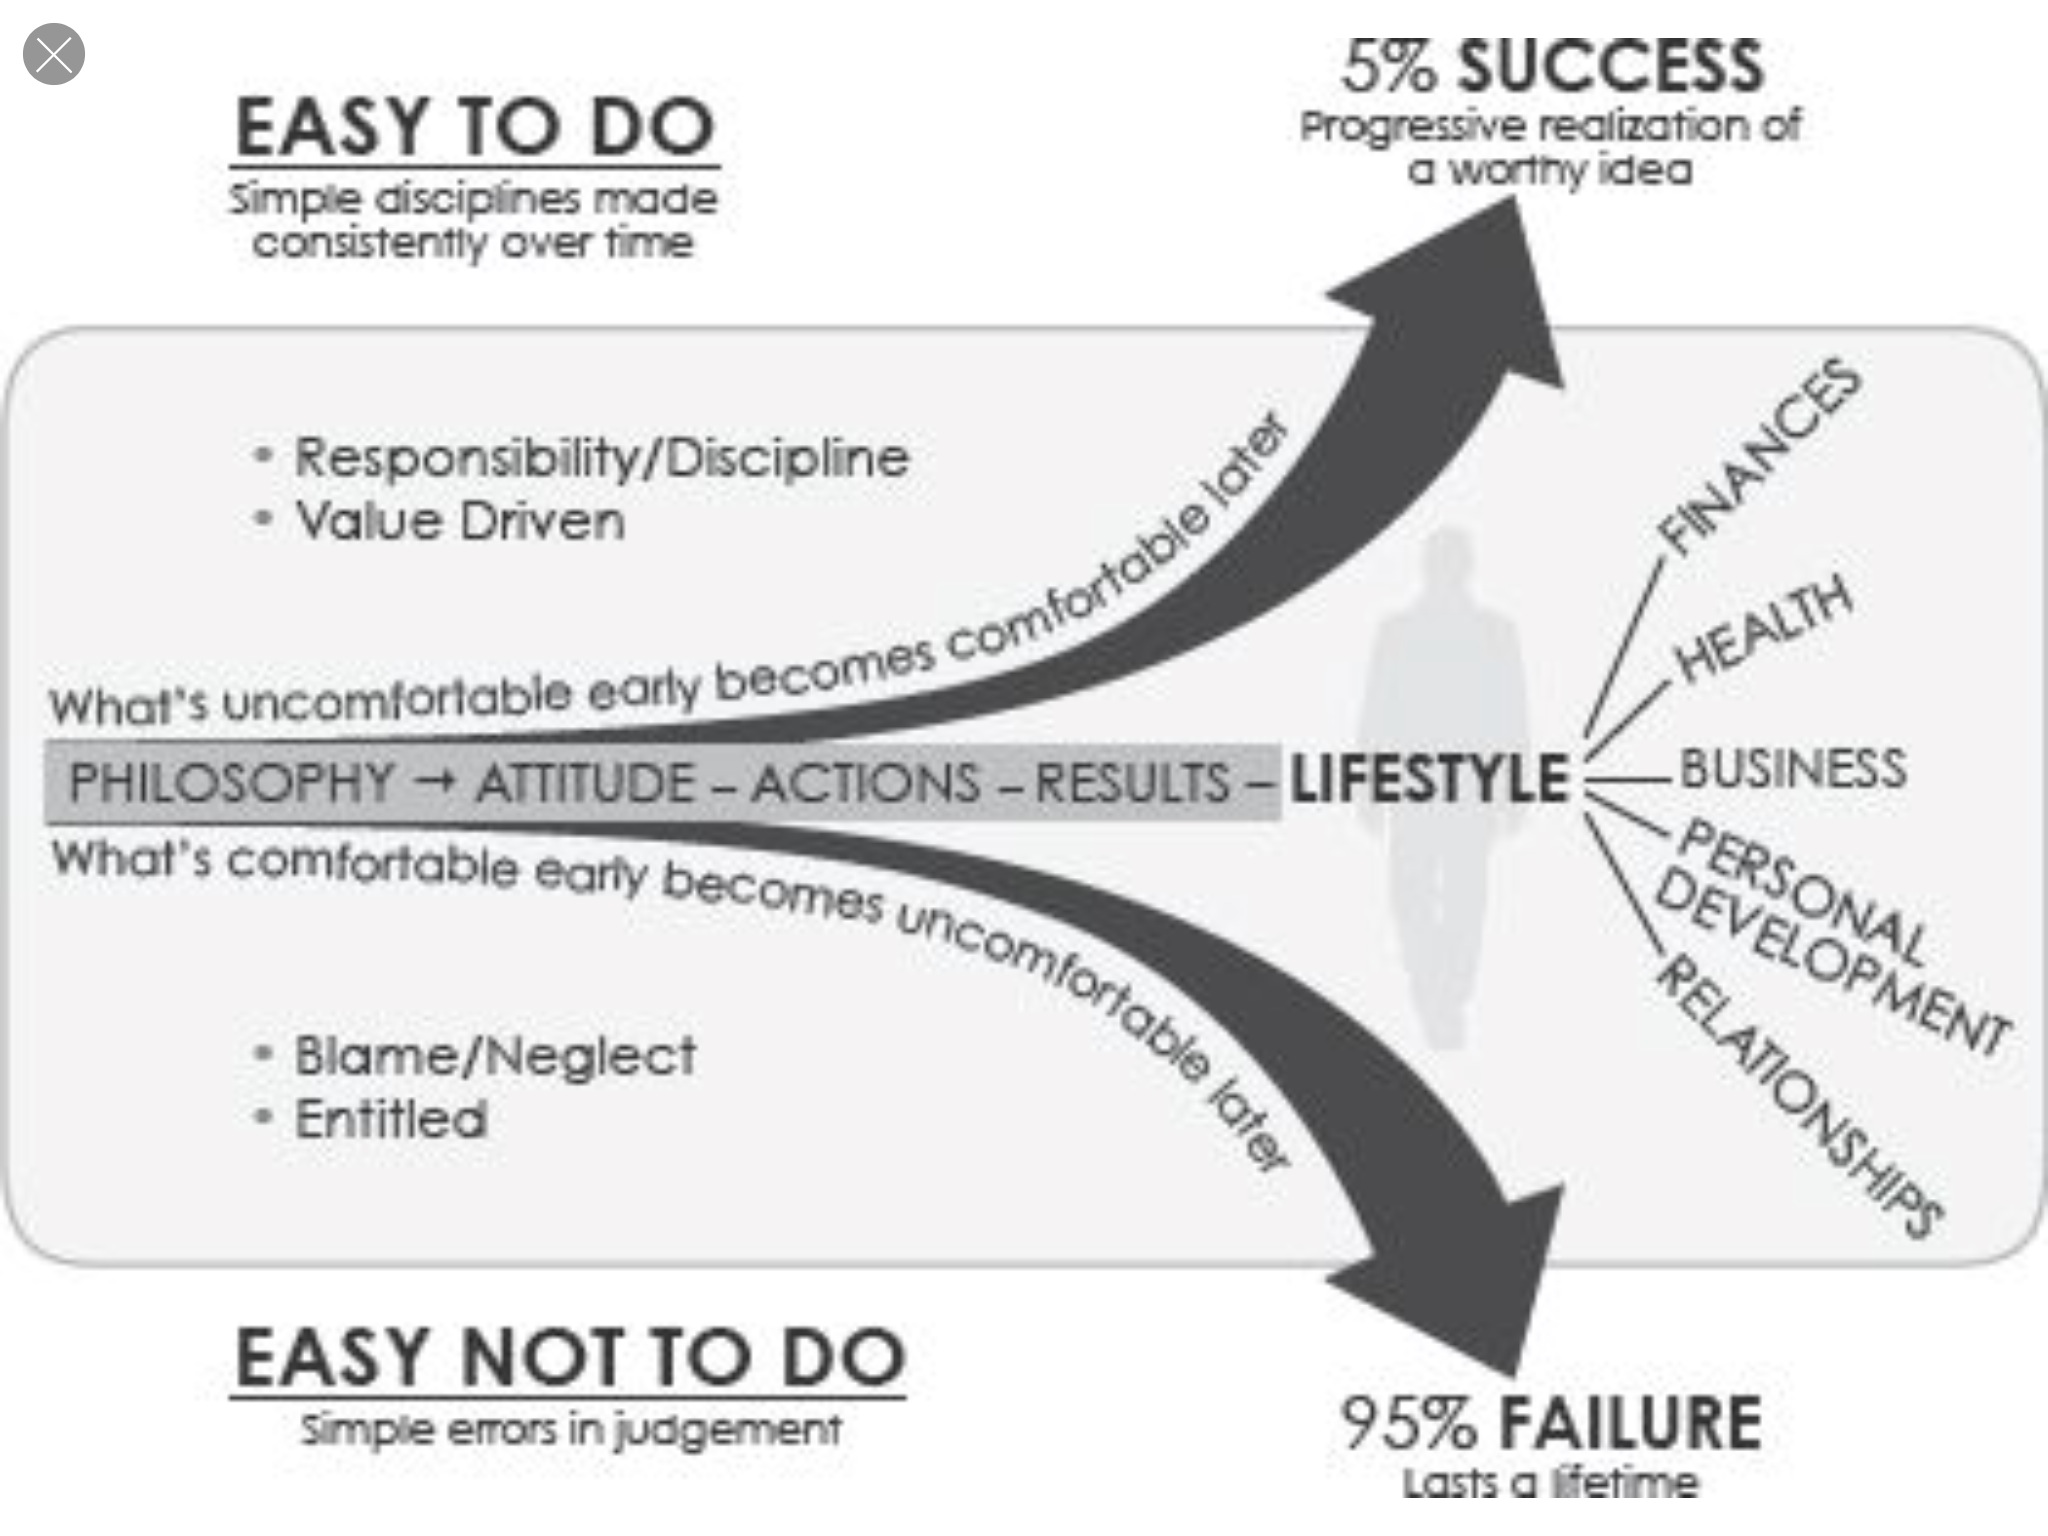 5% SUCCESS
Progressive realization of
a worthy idea
EASY TO DO
Simple disciplines made
consistently over time
• Responsibility/Discipline
• Value Driven
What's uncomfortable early becomes comfortable later
PHILOSOPHY → ATTITUDE – ACTIONS – RESULTS – LIFESTYLE
FINANCES
HEALTH
BUSINESS
PERSONAL
DEVELOPMENT
RELATIONSHIPS
What's comfortable early becomes uncomfortable later
• Blame/Neglect
• Entitled
EASY NOT TO DO
Simple errors in judgement
95% FAILURE
Lasts a lifetime